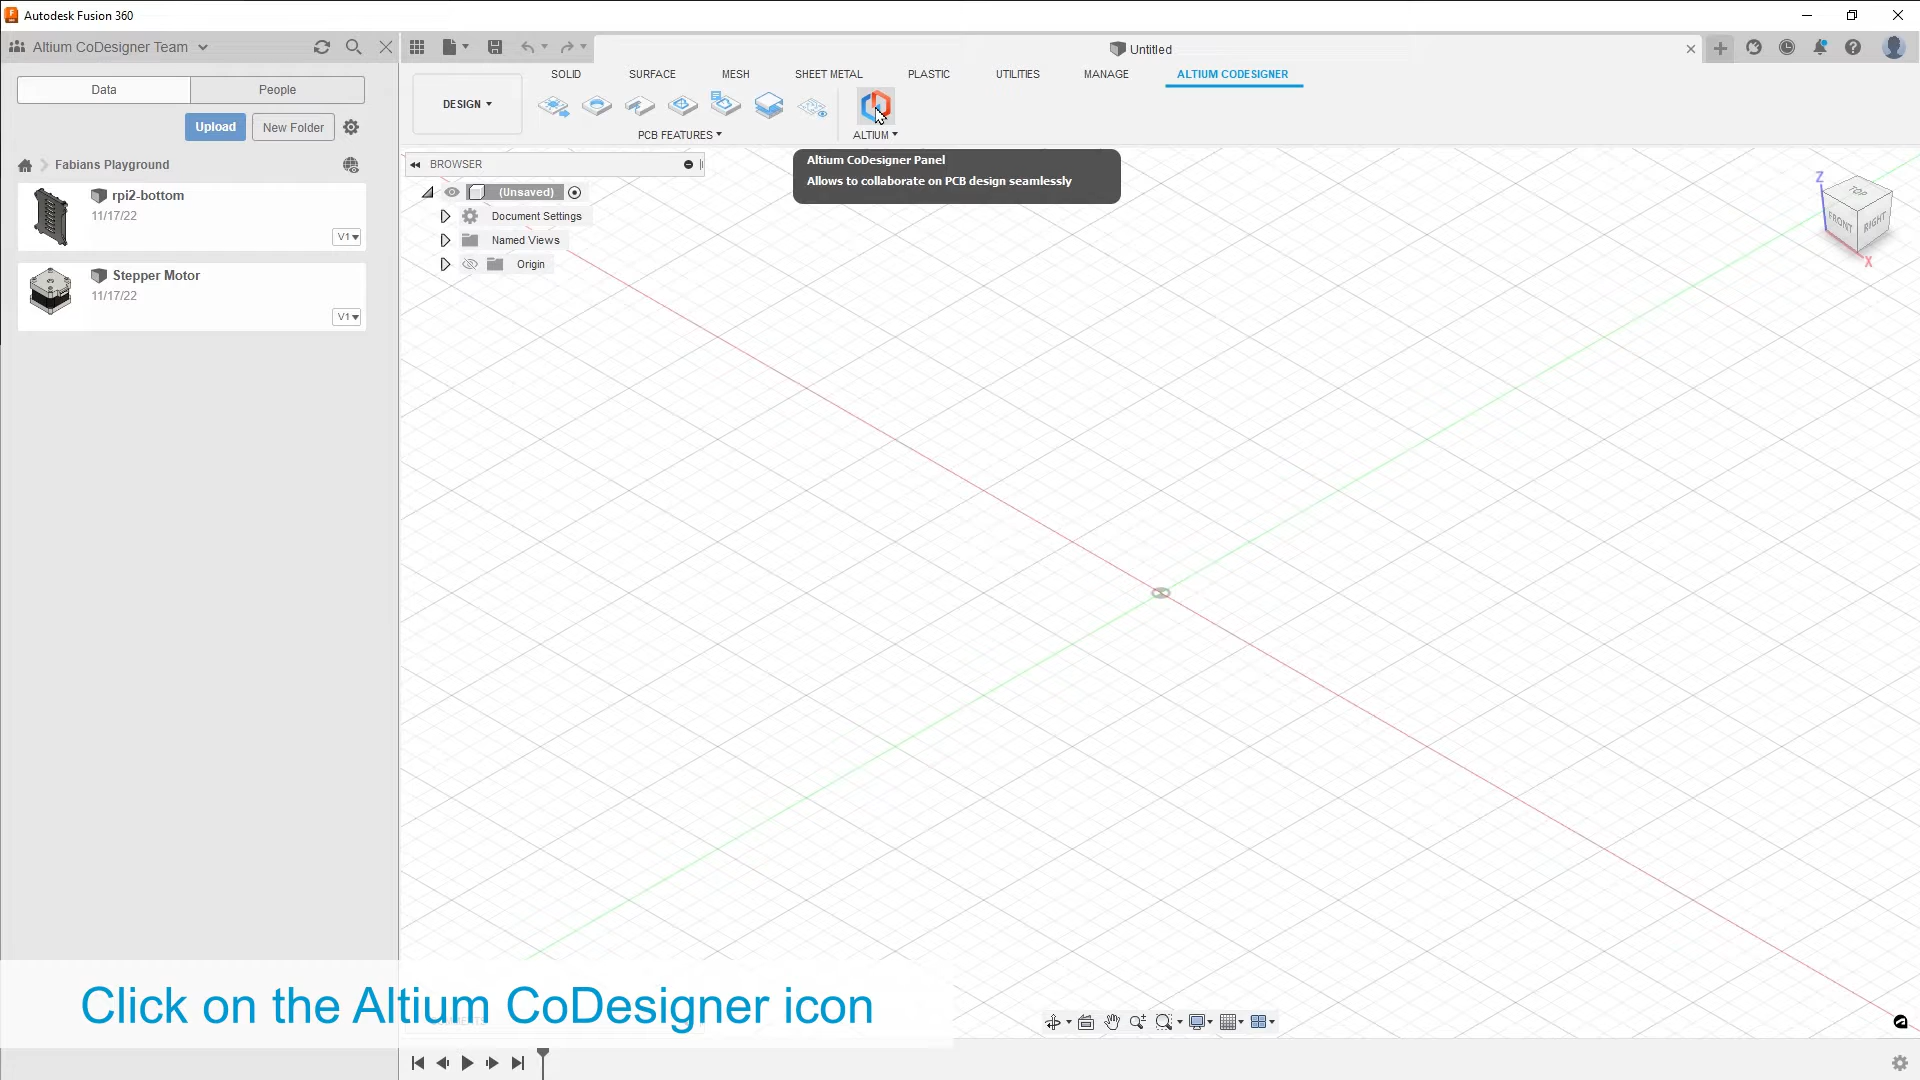 Autodesk Fusion 360
Altium CoDesigner Team
Untitled
Data
People
Upload
New Folder
Fabians Playground
rpi2-bottom
11/17/22
V1
Stepper Motor
11/17/22
V1
SOLID
SURFACE
MESH
SHEET METAL
PLASTIC
UTILITIES
MANAGE
ALTIUM CODESIGNER
DESIGN
PCB FEATURES
ALTIUM
Altium CoDesigner Panel
Allows to collaborate on PCB design seamlessly
BROWSER
(Unsaved)
Document Settings
Named Views
Origin
Z
TOP
FRONT
RIGHT
X
Click on the Altium CoDesigner icon